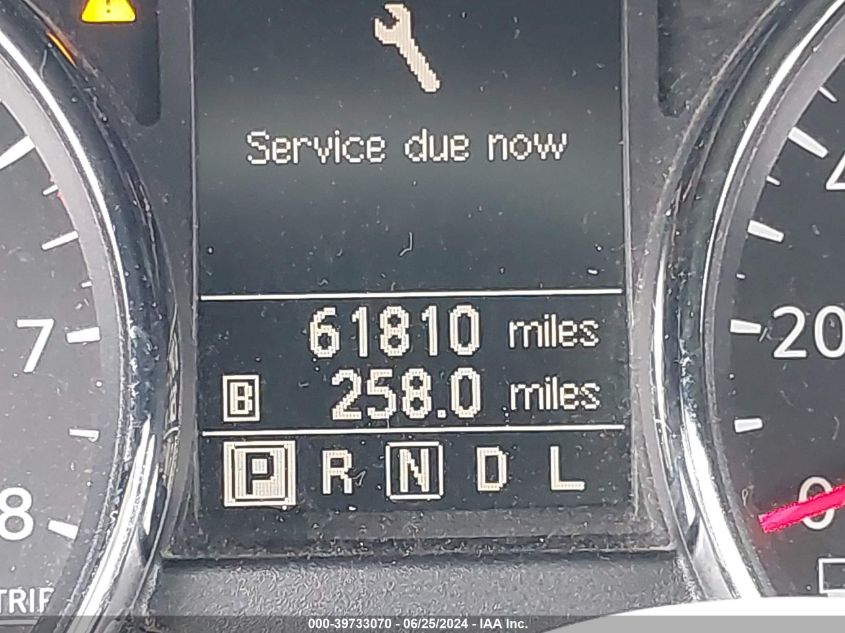 Service due now
61810 miles
B 258.0 miles
P R N D L
7
8
TRIP
20
0
000-39733070 / 06/25/2024 - IAA Inc.